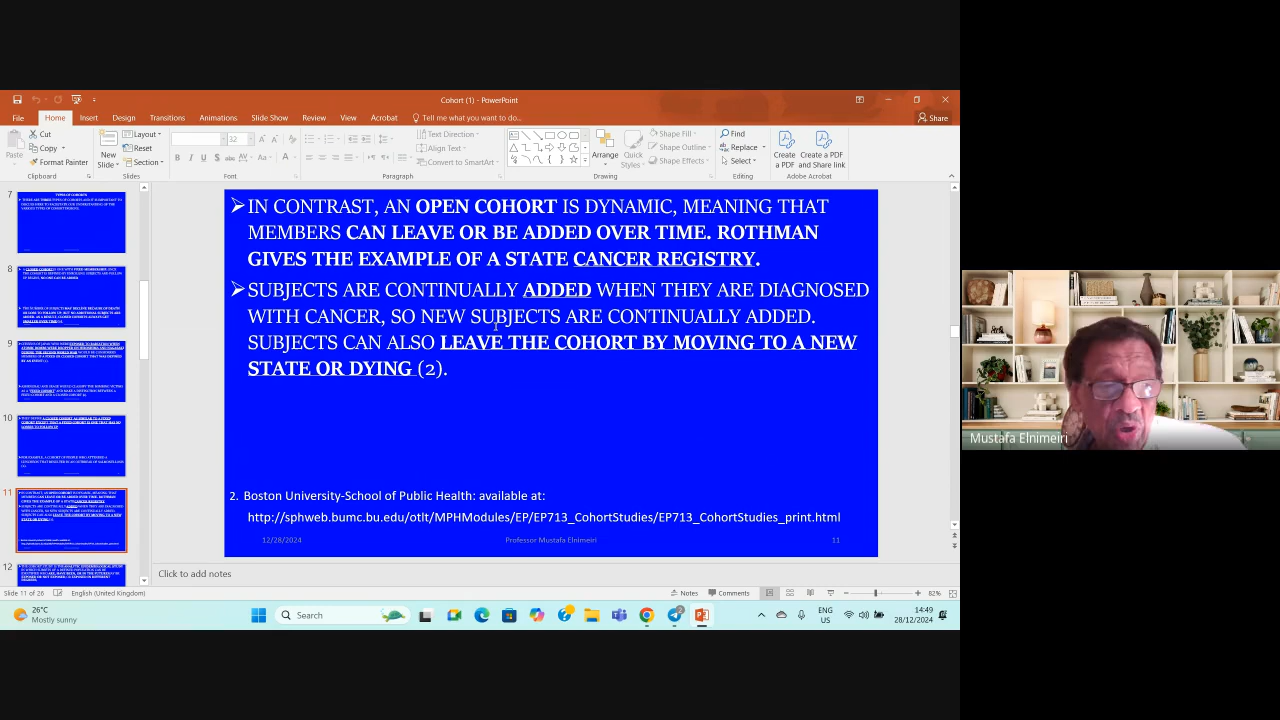 Cohort (1) - PowerPoint
File Home Insert Design Transitions Animations Slide Show Review View Acrobat Tell me what you want to do... Share
Paste
Cut
Copy
Format Painter
Clipboard
New Slide
Layout
Reset
Section
Slides
32
Font
Text Direction
Align Text
Convert to SmartArt
Paragraph
Arrange
Quick Styles
Shape Fill
Shape Outline
Shape Effects
Drawing
Find
Replace
Select
Editing
Create a PDF
Create a PDF and Share link
Adobe Acrobat
7
TYPES OF COHORTS
8
9
10
11
12
IN CONTRAST, AN OPEN COHORT IS DYNAMIC, MEANING THAT
MEMBERS CAN LEAVE OR BE ADDED OVER TIME. ROTHMAN
GIVES THE EXAMPLE OF A STATE CANCER REGISTRY.
SUBJECTS ARE CONTINUALLY ADDED WHEN THEY ARE DIAGNOSED
WITH CANCER, SO NEW SUBJECTS ARE CONTINUALLY ADDED.
SUBJECTS CAN ALSO LEAVE THE COHORT BY MOVING TO A NEW
STATE OR DYING (2).
2. Boston University-School of Public Health: available at:
http://sphweb.bumc.bu.edu/otlt/MPHModules/EP/EP713_CohortStudies/EP713_CohortStudies_print.html
12/28/2024 Professor Mustafa Elnimeiri 11
Click to add notes
Slide 11 of 26 English (United Kingdom) Notes Comments 82%
26°C
Mostly sunny
Search
ENG
US
14:49
28/12/2024
Mustafa Elnimeiri